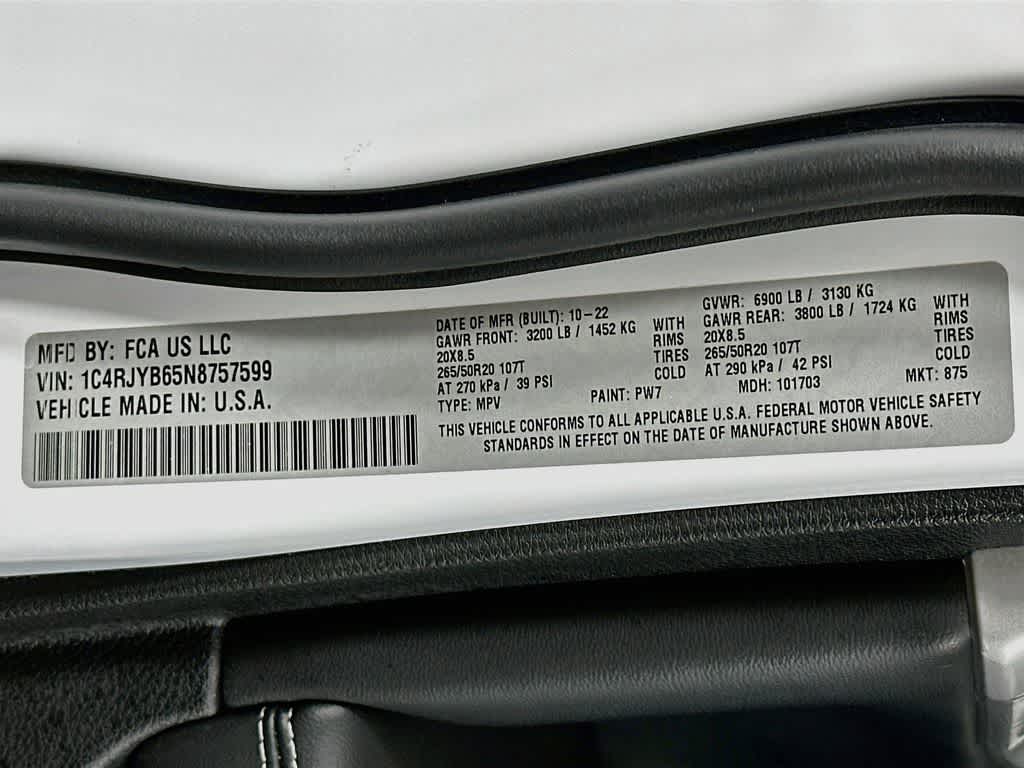 MFD BY: FCA US LLC
VIN: 1C4RJYB65N8757599
VEHICLE MADE IN: U.S.A.
DATE OF MFR (BUILT): 10-22
GAWR FRONT: 3200 LB / 1452 KG WITH
20X8.5 RIMS
265/50R20 107T TIRES
AT 270 kPa / 39 PSI COLD
TYPE: MPV PAINT: PW7
GVWR: 6900 LB / 3130 KG
GAWR REAR: 3800 LB / 1724 KG WITH
20X8.5 RIMS
265/50R20 107T TIRES
AT 290 kPa / 42 PSI COLD
MDH: 101703 MKT: 875
THIS VEHICLE CONFORMS TO ALL APPLICABLE U.S.A. FEDERAL MOTOR VEHICLE SAFETY
STANDARDS IN EFFECT ON THE DATE OF MANUFACTURE SHOWN ABOVE.